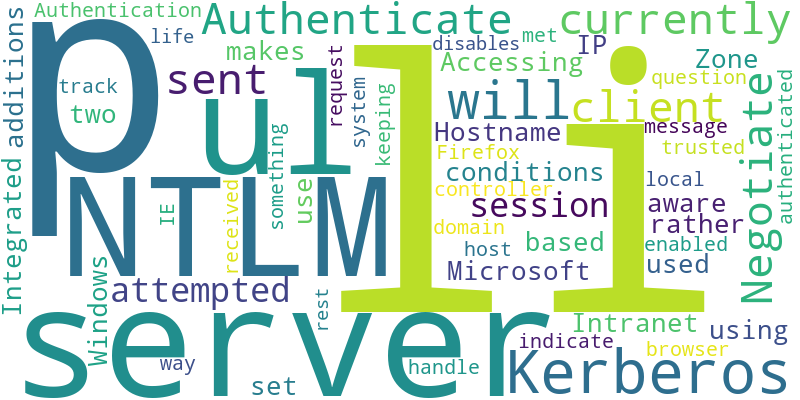 Authentication
life
additions
track
two
p
Authenticate
makes
sent
ul
request
system
keeping
disables
met
currently
Accessing
IP
Zone
question
li
will
client
Hostname
Firefox
message
trusted
Negotiate
authenticated
Integrated
NTLM
IE
received
something
use
conditions
controller
local
session
domain
aware
rather
host
based
enabled
Microsoft
used
Windows
attempted
rest
server
Intranet
using
indicate
browser
way
set
handle
Kerberos